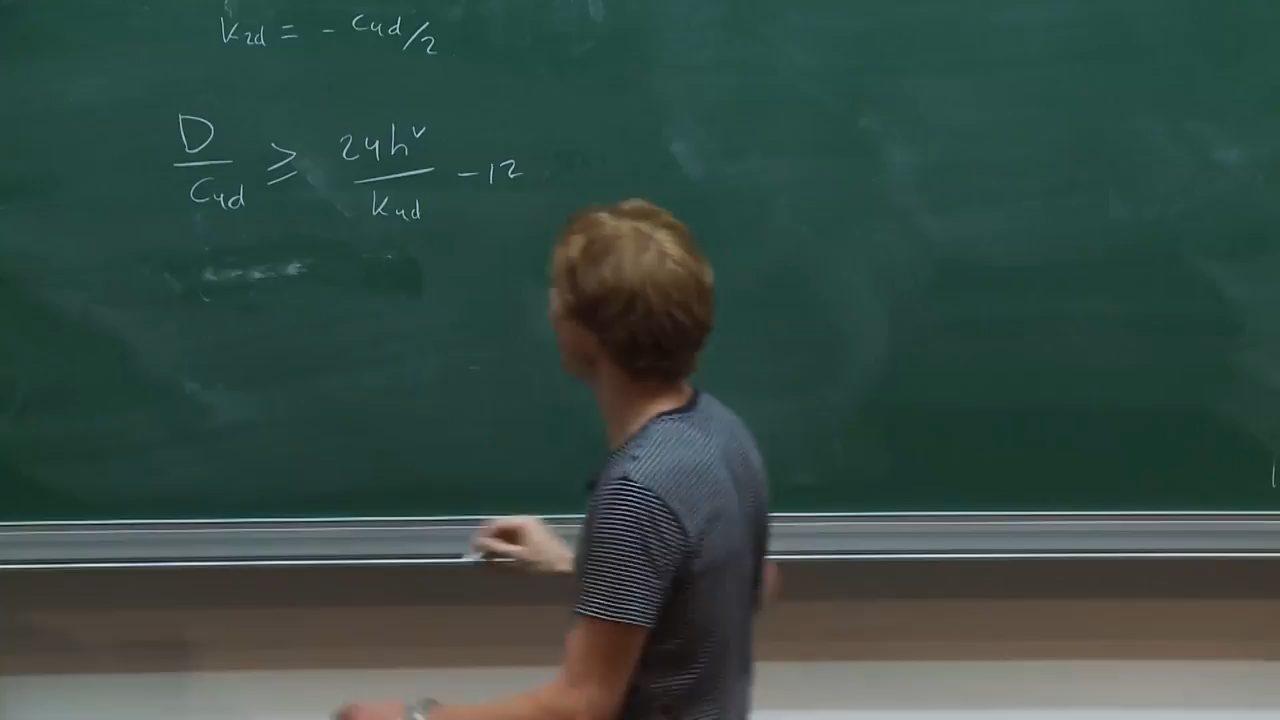 k₂d = - C₄d/2
D/C₄d ≥ 24h^v/k₄d - 12